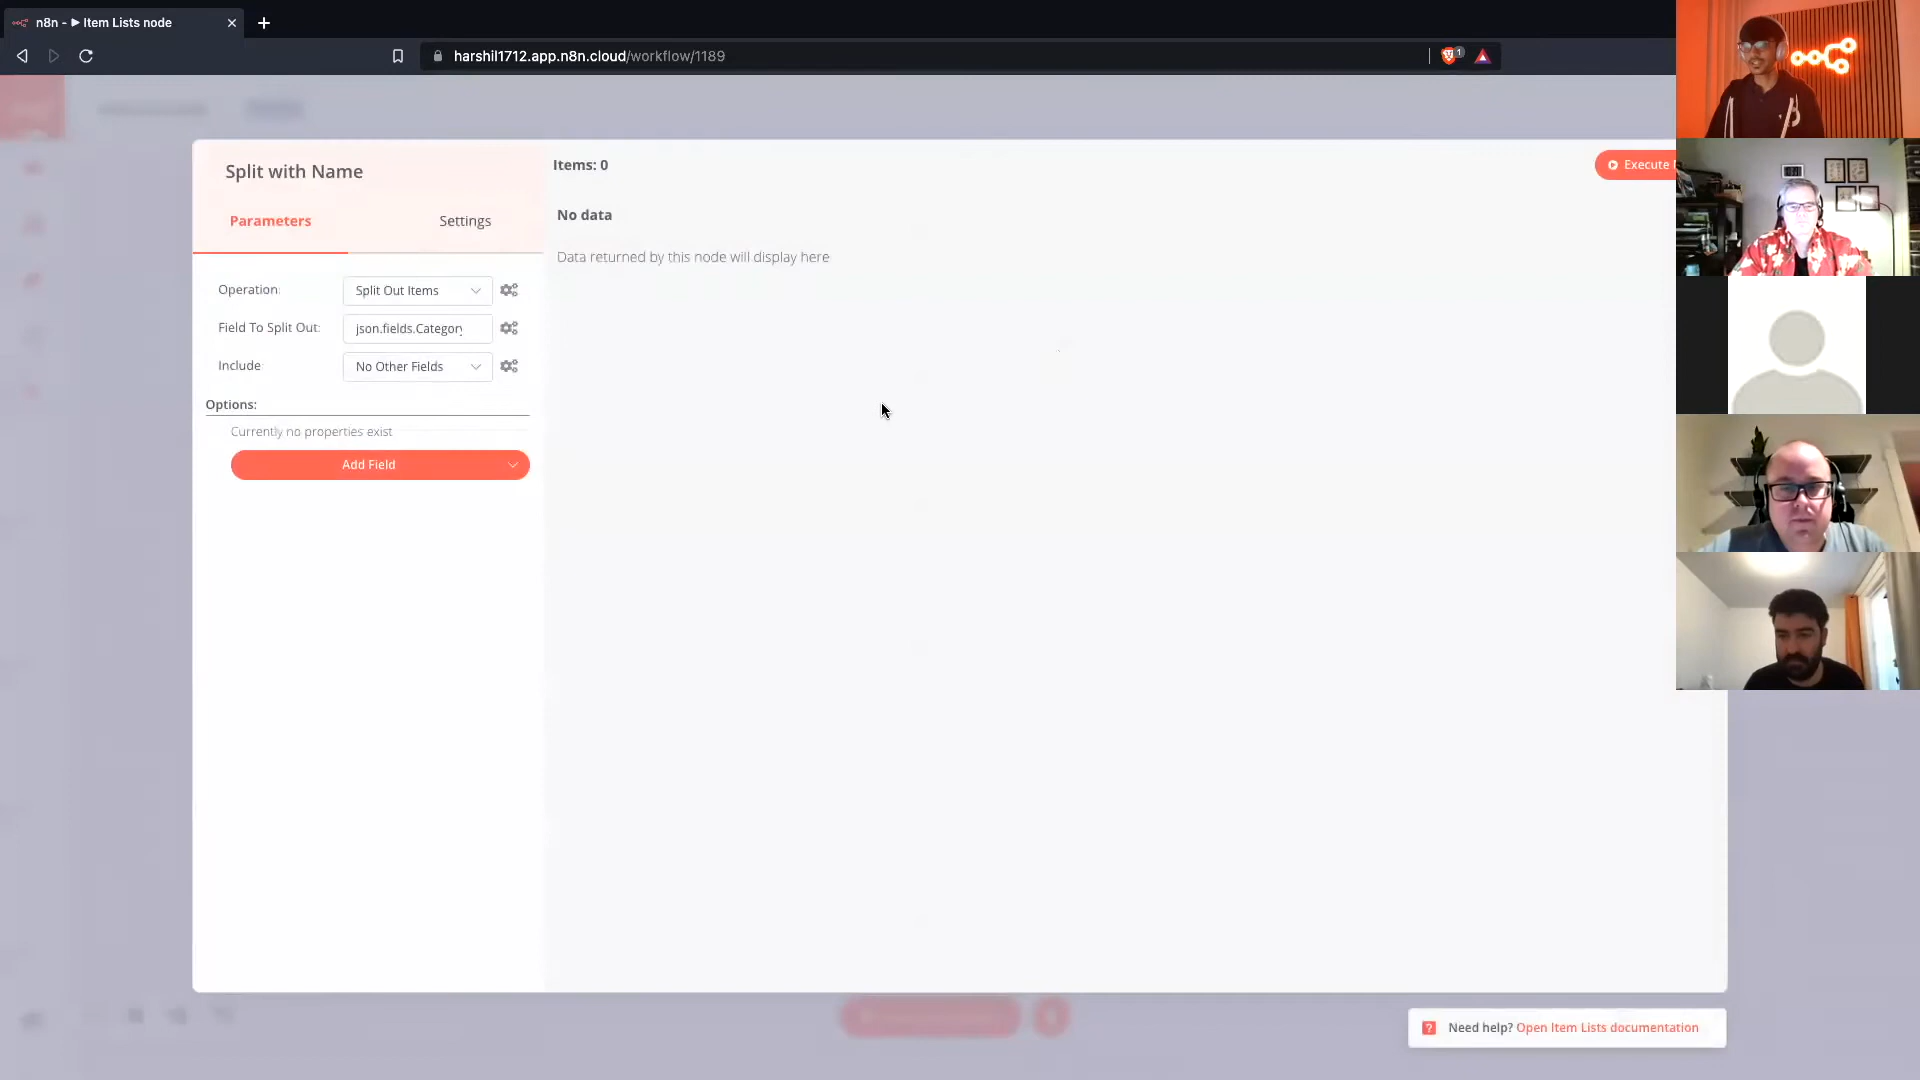 n8n - ▶ Item Lists node
harshil1712.app.n8n.cloud/workflow/1189
1
Split with Name
Parameters
Settings
Operation:
Split Out Items
Field To Split Out:
json.fields.Category
Include
No Other Fields
Options:
Currently no properties exist
Add Field
Items: 0
Execute
No data
Data returned by this node will display here
Need help? Open Item Lists documentation